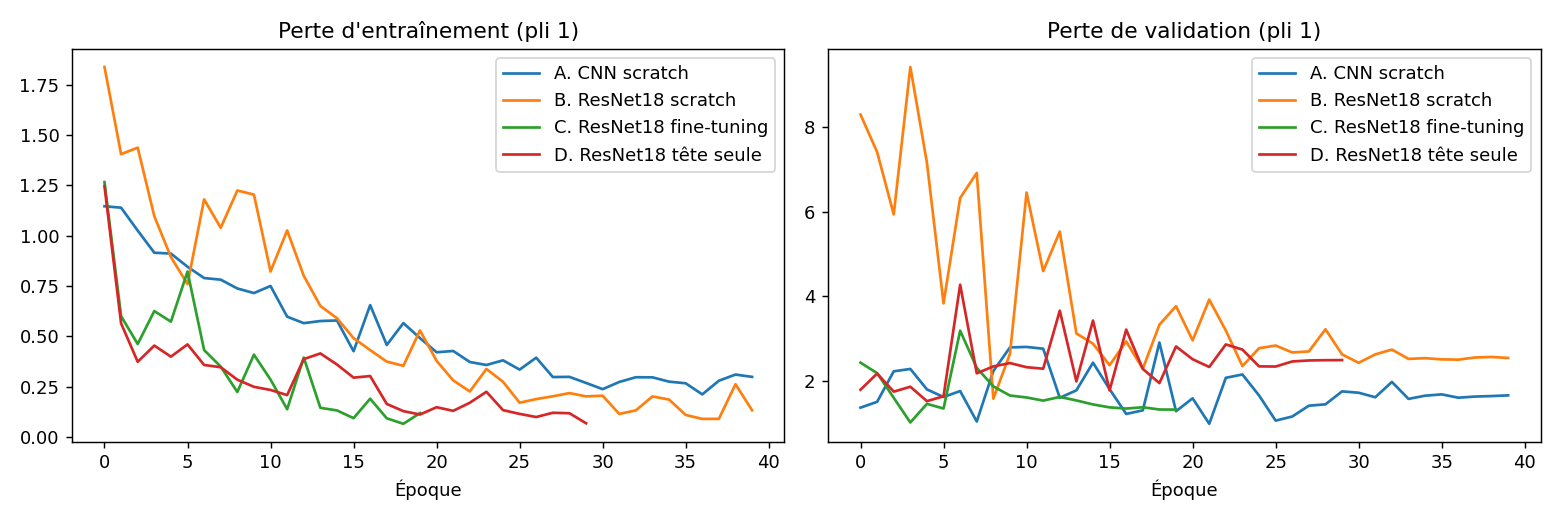 Perte d'entraînement (pli 1)
1.75
1.50
1.25
1.00
0.75
0.50
0.25
0.00
0 5 10 15 20 25 30 35 40
Époque
A. CNN scratch
B. ResNet18 scratch
C. ResNet18 fine-tuning
D. ResNet18 tête seule
Perte de validation (pli 1)
8
6
4
2
0 5 10 15 20 25 30 35 40
Époque
A. CNN scratch
B. ResNet18 scratch
C. ResNet18 fine-tuning
D. ResNet18 tête seule